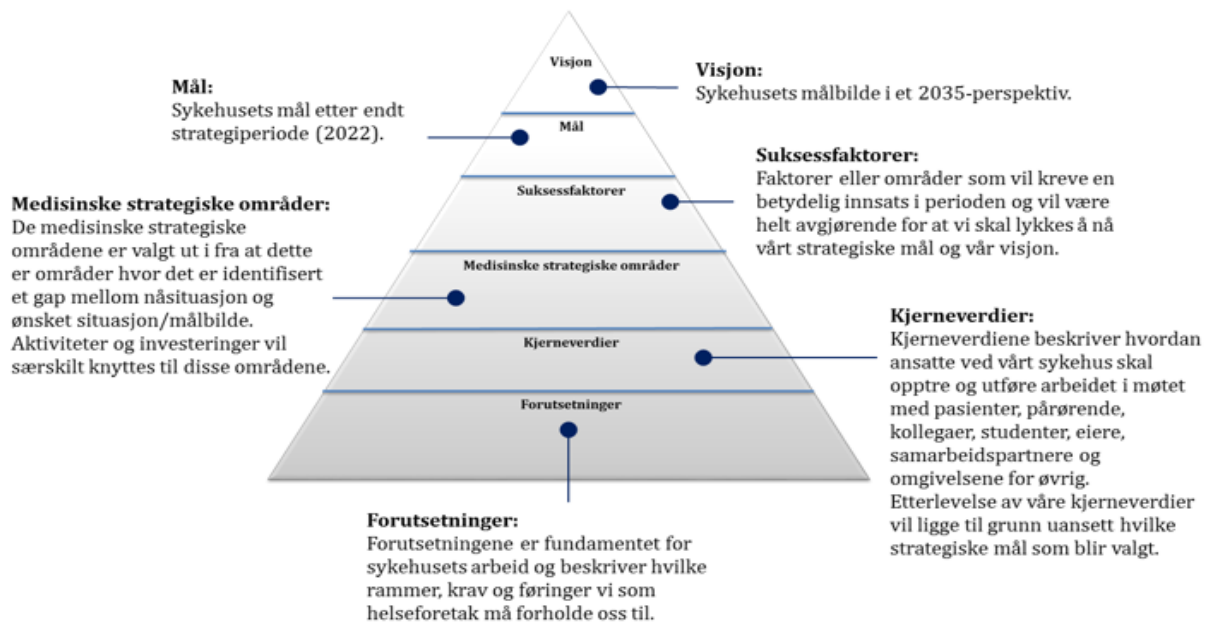 Visjon
Mål
Suksessfaktorer
Medisinske strategiske områder
Kjerneverdier
Forutsetninger
Visjon:
Sykehusets målbilde i et 2035-perspektiv.
Mål:
Sykehusets mål etter endt
strategiperiode (2022).
Suksessfaktorer:
Faktorer eller områder som vil kreve en
betydelig innsats i perioden og vil være
helt avgjørende for at vi skal lykkes å nå
vårt strategiske mål og vår visjon.
Medisinske strategiske områder:
De medisinske strategiske
områdene er valgt ut i fra at dette
er områder hvor det er identifisert
et gap mellom nåsituasjon og
ønsket situasjon/målbilde.
Aktiviteter og investeringer vil
særskilt knyttes til disse områdene.
Kjerneverdier:
Kjerneverdiene beskriver hvordan
ansatte ved vårt sykehus skal
opptre og utføre arbeidet i møtet
med pasienter, pårørende,
kollegaer, studenter, eiere,
samarbeidspartnere og
omgivelsene for øvrig.
Etterlevelse av våre kjerneverdier
vil ligge til grunn uansett hvilke
strategiske mål som blir valgt.
Forutsetninger:
Forutsetningene er fundamentet for
sykehusets arbeid og beskriver hvilke
rammer, krav og føringer vi som
helseforetak må forholde oss til.